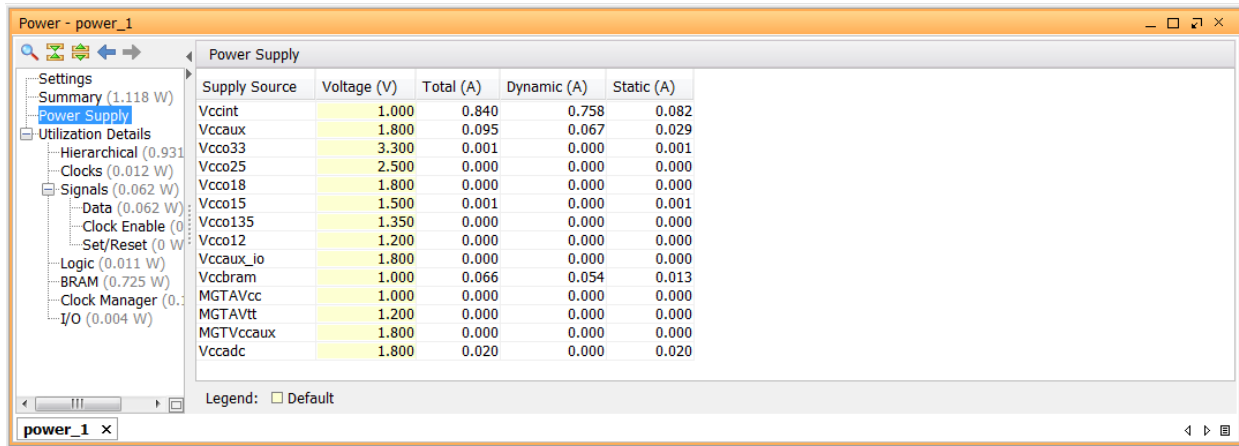 Power - power_1
Power Supply
Settings
Summary (1.118 W)
Power Supply
Utilization Details
Hierarchical (0.931
Clocks (0.012 W)
Signals (0.062 W)
Data (0.062 W)
Clock Enable (0
Set/Reset (0 W
Logic (0.011 W)
BRAM (0.725 W)
Clock Manager (0.1
I/O (0.004 W)
Supply Source Voltage (V) Total (A) Dynamic (A) Static (A)
Vccint 1.000 0.840 0.758 0.082
Vccaux 1.800 0.095 0.067 0.029
Vcco33 3.300 0.001 0.000 0.001
Vcco25 2.500 0.000 0.000 0.000
Vcco18 1.800 0.000 0.000 0.000
Vcco15 1.500 0.001 0.000 0.001
Vcco135 1.350 0.000 0.000 0.000
Vcco12 1.200 0.000 0.000 0.000
Vccaux_io 1.800 0.000 0.000 0.000
Vccbram 1.000 0.066 0.054 0.013
MGTAVcc 1.000 0.000 0.000 0.000
MGTAVtt 1.200 0.000 0.000 0.000
MGTVccaux 1.800 0.000 0.000 0.000
Vccadc 1.800 0.020 0.000 0.020
Legend: Default
power_1